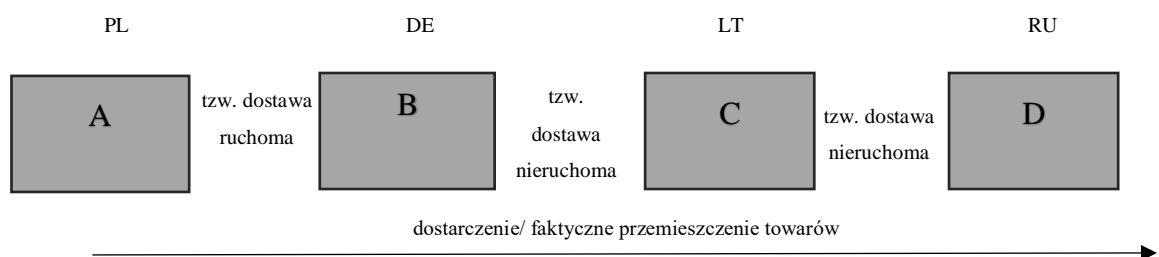 PL
DE
LT
RU
A
tzw. dostawa
ruchoma
B
tzw.
dostawa
nieruchoma
C
tzw. dostawa
nieruchoma
D
dostarczenie/ faktyczne przemieszczenie towarów